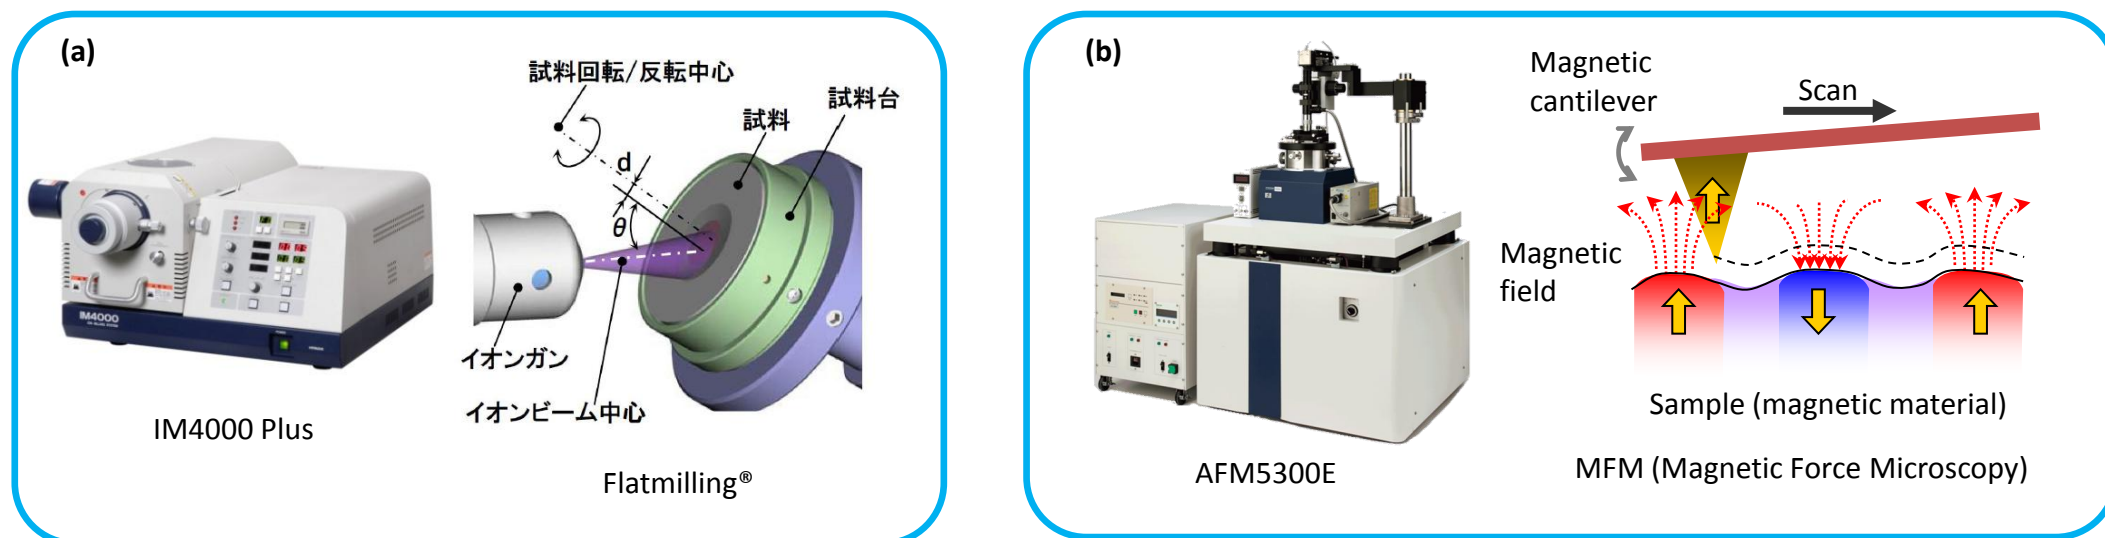 (a)
試料回転/反転中心
試料台
試料
d
θ
イオンガン
イオンビーム中心
IM4000
IM4000 Plus
Flatmilling®
(b)
Magnetic
cantilever
Scan
Magnetic
field
Sample (magnetic material)
AFM5300E
MFM (Magnetic Force Microscopy)